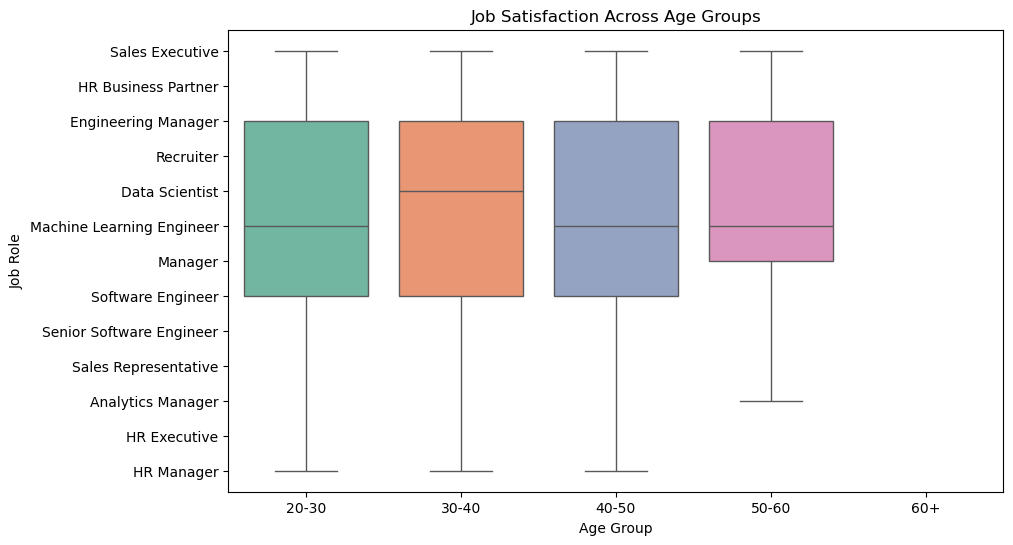 Job Satisfaction Across Age Groups
Job Role
Sales Executive
HR Business Partner
Engineering Manager
Recruiter
Data Scientist
Machine Learning Engineer
Manager
Software Engineer
Senior Software Engineer
Sales Representative
Analytics Manager
HR Executive
HR Manager
20-30 30-40 40-50 50-60 60+
Age Group